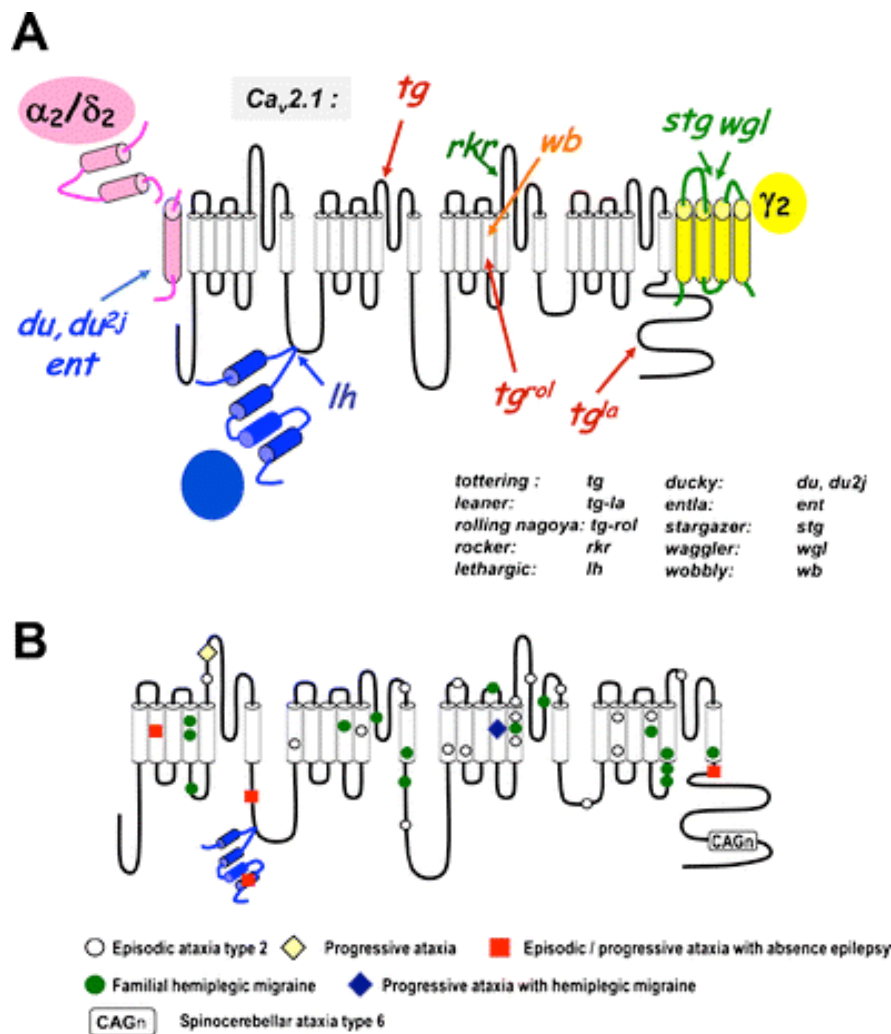 A
α2/δ2
Cav2.1 :
tg
rkr
wb
stg wgl
γ2
du, du2j
ent
lh
tgrol
tgla
tottering : tg ducky: du, du2j
leaner: tg-la entla: ent
rolling nagoya: tg-rol stargazer: stg
rocker: rkr waggler: wgl
lethargic: lh wobbly: wb
B
CAGn
Episodic ataxia type 2 Progressive ataxia Episodic / progressive ataxia with absence epilepsy
Familial hemiplegic migraine Progressive ataxia with hemiplegic migraine
CAGn Spinocerebellar ataxia type 6